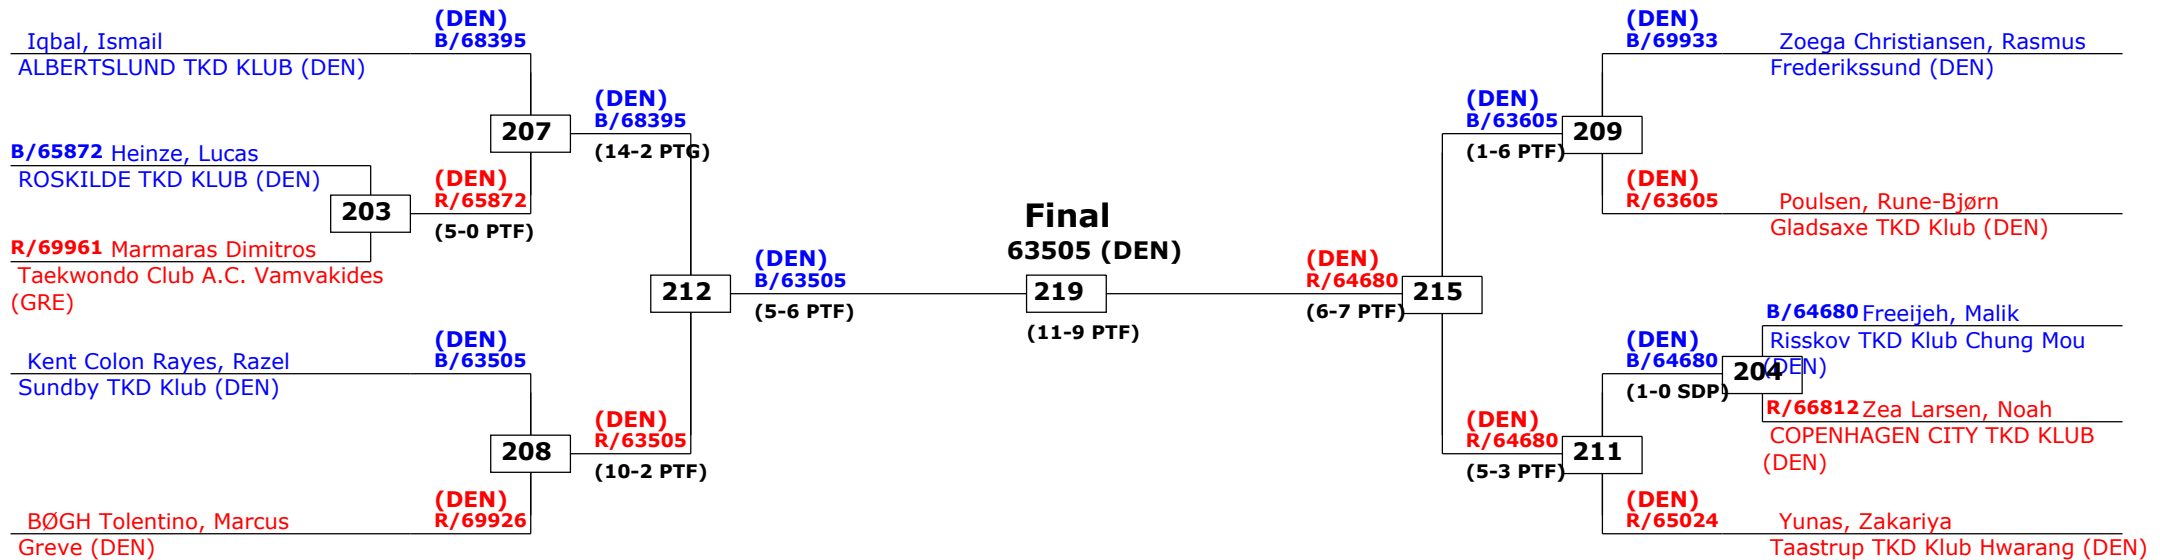 (DEN)
B/68395
Iqbal, Ismail
ALBERTSLUND TKD KLUB (DEN)
207
(DEN)
B/68395
(14-2 PTG)
B/65872 Heinze, Lucas
ROSKILDE TKD KLUB (DEN)
203
(DEN)
R/65872
(5-0 PTF)
R/69961 Marmaras Dimitros
Taekwondo Club A.C. Vamvakides
(GRE)
212
(DEN)
B/63505
(5-6 PTF)
Kent Colon Rayes, Razel
Sundby TKD Klub (DEN)
(DEN)
B/63505
208
(DEN)
R/63505
(10-2 PTF)
BØGH Tolentino, Marcus
Greve (DEN)
(DEN)
R/69926
Final
63505 (DEN)
219
(11-9 PTF)
(DEN)
R/64680
(6-7 PTF)
215
(DEN)
B/63605
(1-6 PTF)
209
(DEN)
B/69933
Zoega Christiansen, Rasmus
Frederikssund (DEN)
(DEN)
R/63605
Poulsen, Rune-Bjørn
Gladsaxe TKD Klub (DEN)
B/64680 Freeijeh, Malik
Risskov TKD Klub Chung Mou
(DEN)
204
(DEN)
B/64680
(1-0 SDP)
R/66812 Zea Larsen, Noah
COPENHAGEN CITY TKD KLUB
(DEN)
(DEN)
R/64680
(5-3 PTF)
211
(DEN)
R/65024
Yunas, Zakariya
Taastrup TKD Klub Hwarang (DEN)